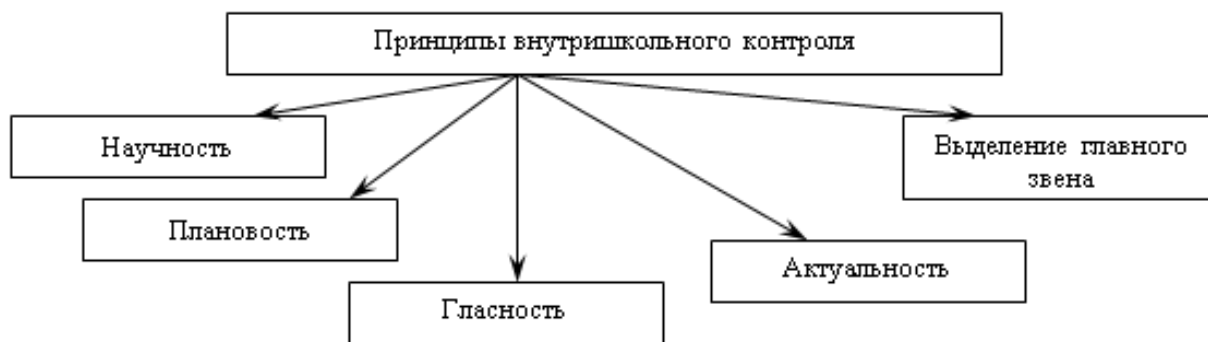 Принципы внутришкольного контроля
Научность
Выделение главного
звена
Плановость
Актуальность
Гласность